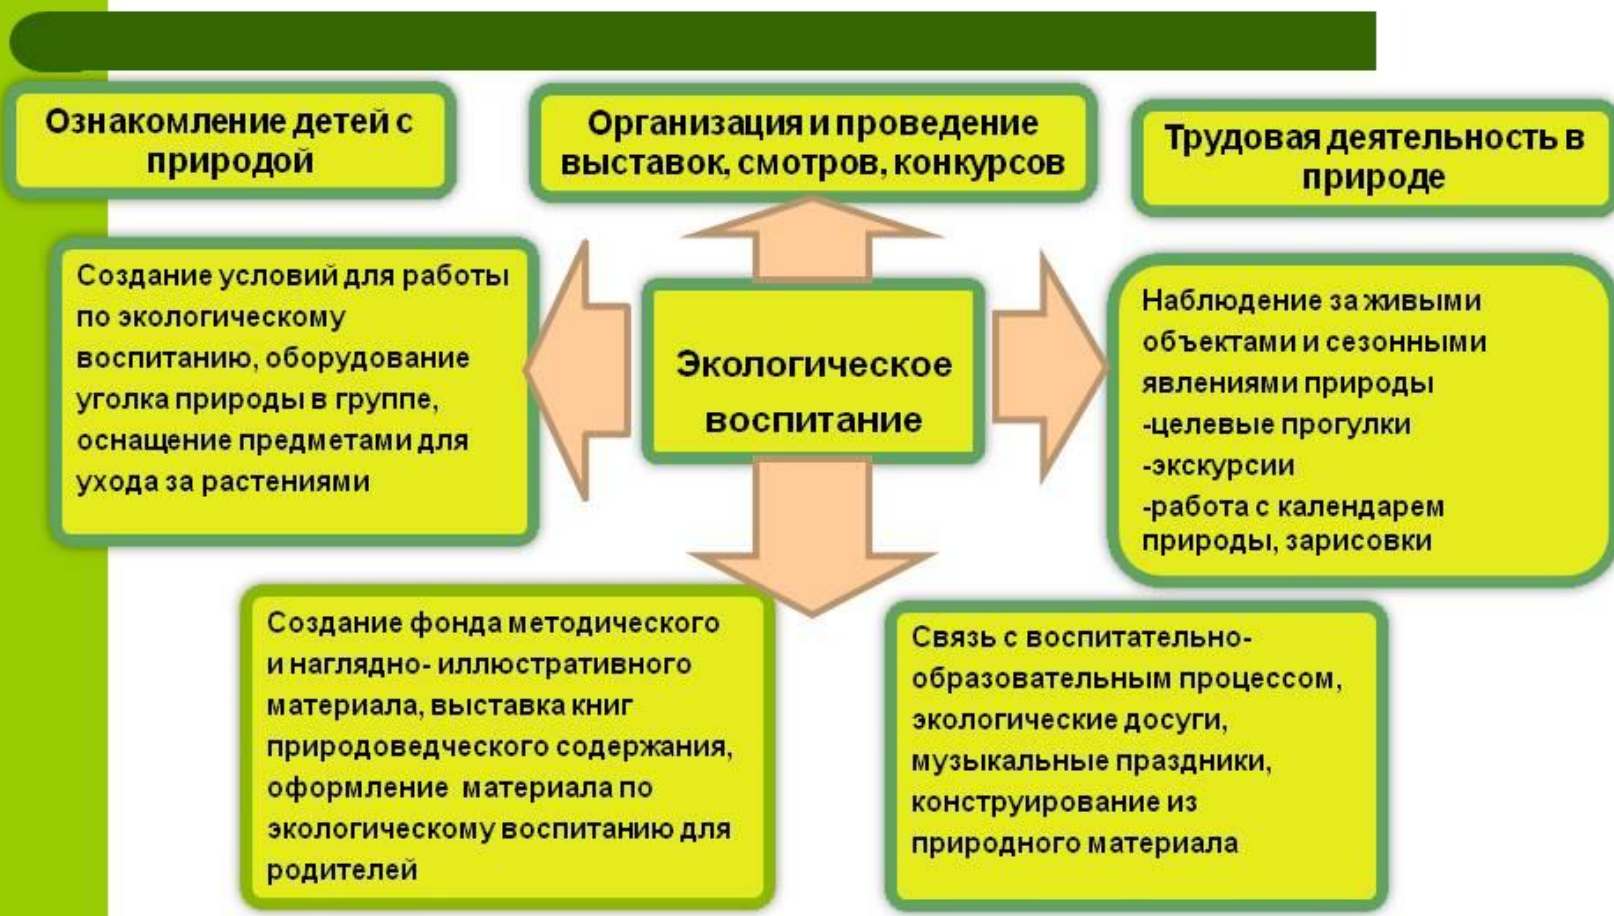 Ознакомление детей с
природой
Организация и проведение
выставок, смотров, конкурсов
Трудовая деятельность в
природе
Создание условий для работы
по экологическому
воспитанию, оборудование
уголка природы в группе,
оснащение предметами для
ухода за растениями
Экологическое
воспитание
Наблюдение за живыми
объектами и сезонными
явлениями природы
-целевые прогулки
-экскурсии
-работа с календарем
природы, зарисовки
Создание фонда методического
и наглядно- иллюстративного
материала, выставка книг
природоведческого содержания,
оформление материала по
экологическому воспитанию для
родителей
Связь с воспитательно-
образовательным процессом,
экологические досуги,
музыкальные праздники,
конструирование из
природного материала